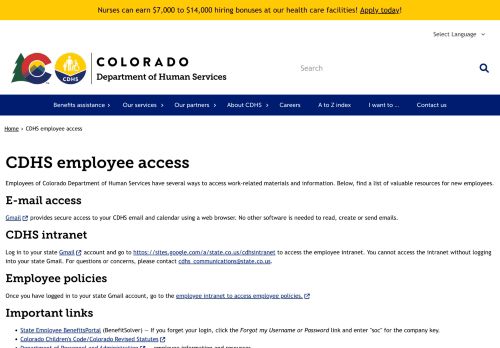 Nurses can earn $7,000 to $14,000 hiring bonuses at our health care facilities! Apply today!
Select Language
CDHS
COLORADO
Department of Human Services
Search
Benefits assistance
Our services
Our partners
About CDHS
Careers
A to Z index
I want to ...
Contact us
Home › CDHS employee access
CDHS employee access
Employees of Colorado Department of Human Services have several ways to access work-related materials and information. Below, find a list of valuable resources for new employees.
E-mail access
Gmail provides secure access to your CDHS email and calendar using a web browser. No other software is needed to read, create or send emails.
CDHS intranet
Log in to your state Gmail account and go to https://sites.google.com/a/state.co.us/cdhsintranet to access the employee intranet. You cannot access the intranet without logging
into your state Gmail. For questions or concerns, please contact cdhs_communications@state.co.us.
Employee policies
Once you have logged in to your state Gmail account, go to the employee intranet to access employee policies.
Important links
• State Employee BenefitsPortal (BenefitSolver) — If you forget your login, click the Forgot my Username or Password link and enter "soc" for the company key.
• Colorado Children's Code/Colorado Revised Statutes